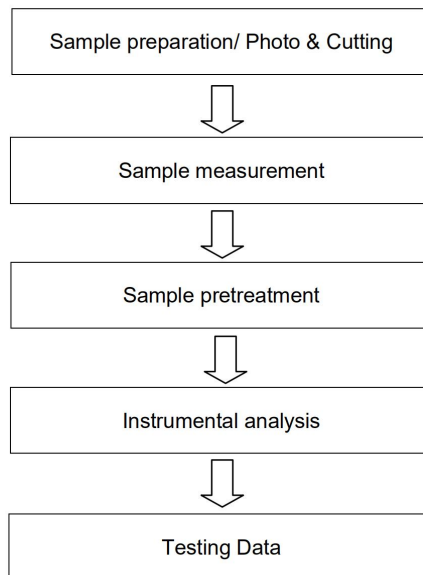 Sample preparation/ Photo & Cutting
Sample measurement
Sample pretreatment
Instrumental analysis
Testing Data